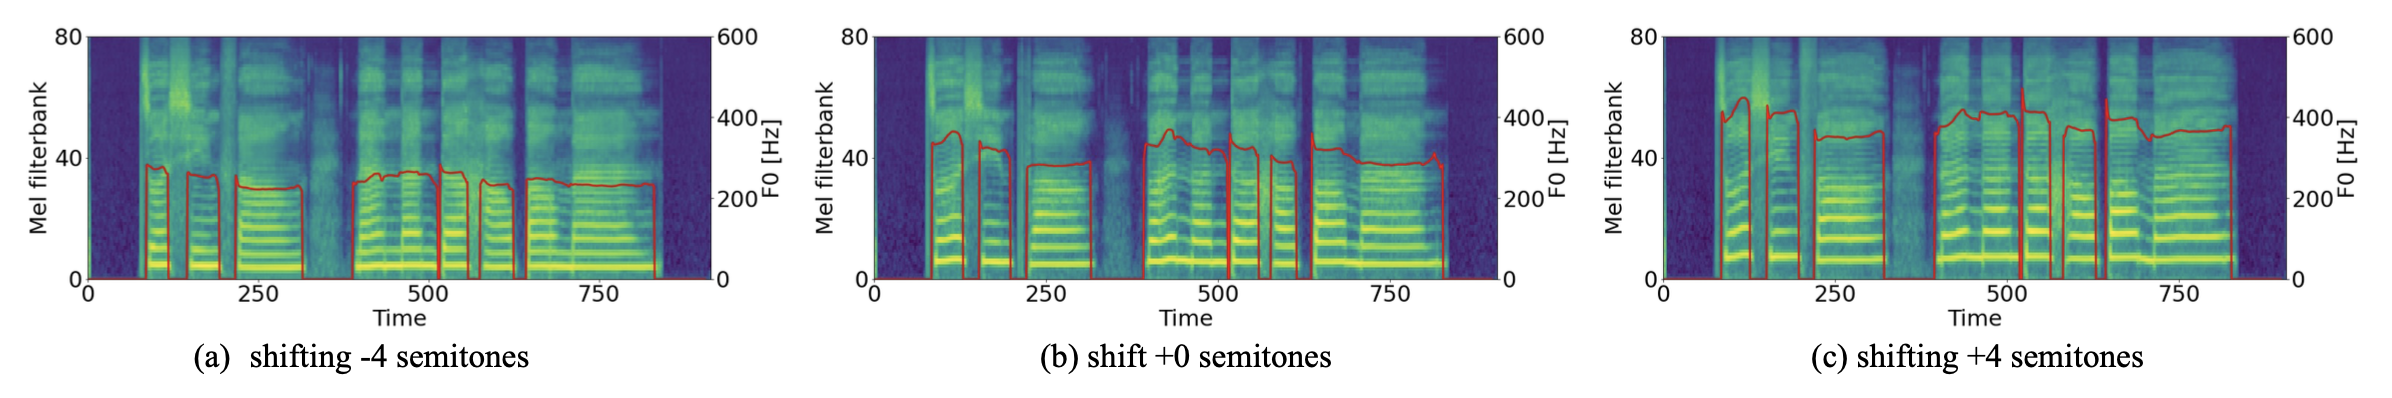 80 600 80 600 80 600
Mel filterbank 400 F0 [Hz] Mel filterbank 400 F0 [Hz] Mel filterbank 400 F0 [Hz]
40 40 40
200 200 200
0 0 0 0 0 0
0 250 500 750 0 250 500 750 0 250 500 750
Time Time Time
(a) shifting -4 semitones (b) shift +0 semitones (c) shifting +4 semitones